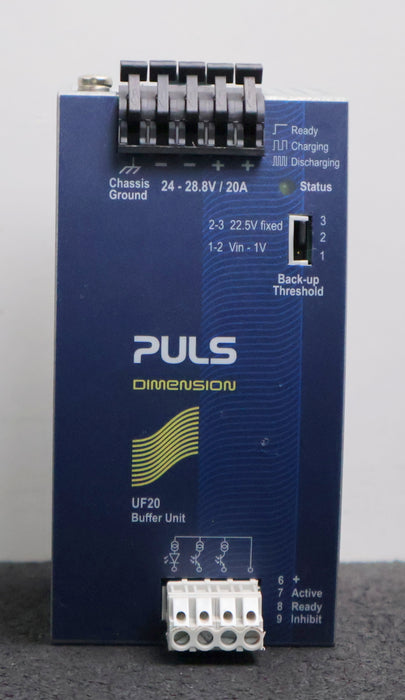 Ready
Charging
Discharging
Chassis
Ground
- - + +
24 - 28.8V / 20A
Status
2-3 22.5V fixed
1-2 Vin - 1V
3
2
1
Back-up
Threshold
PULS
DIMENSION
UF20
Buffer Unit
6 +
7 Active
8 Ready
9 Inhibit